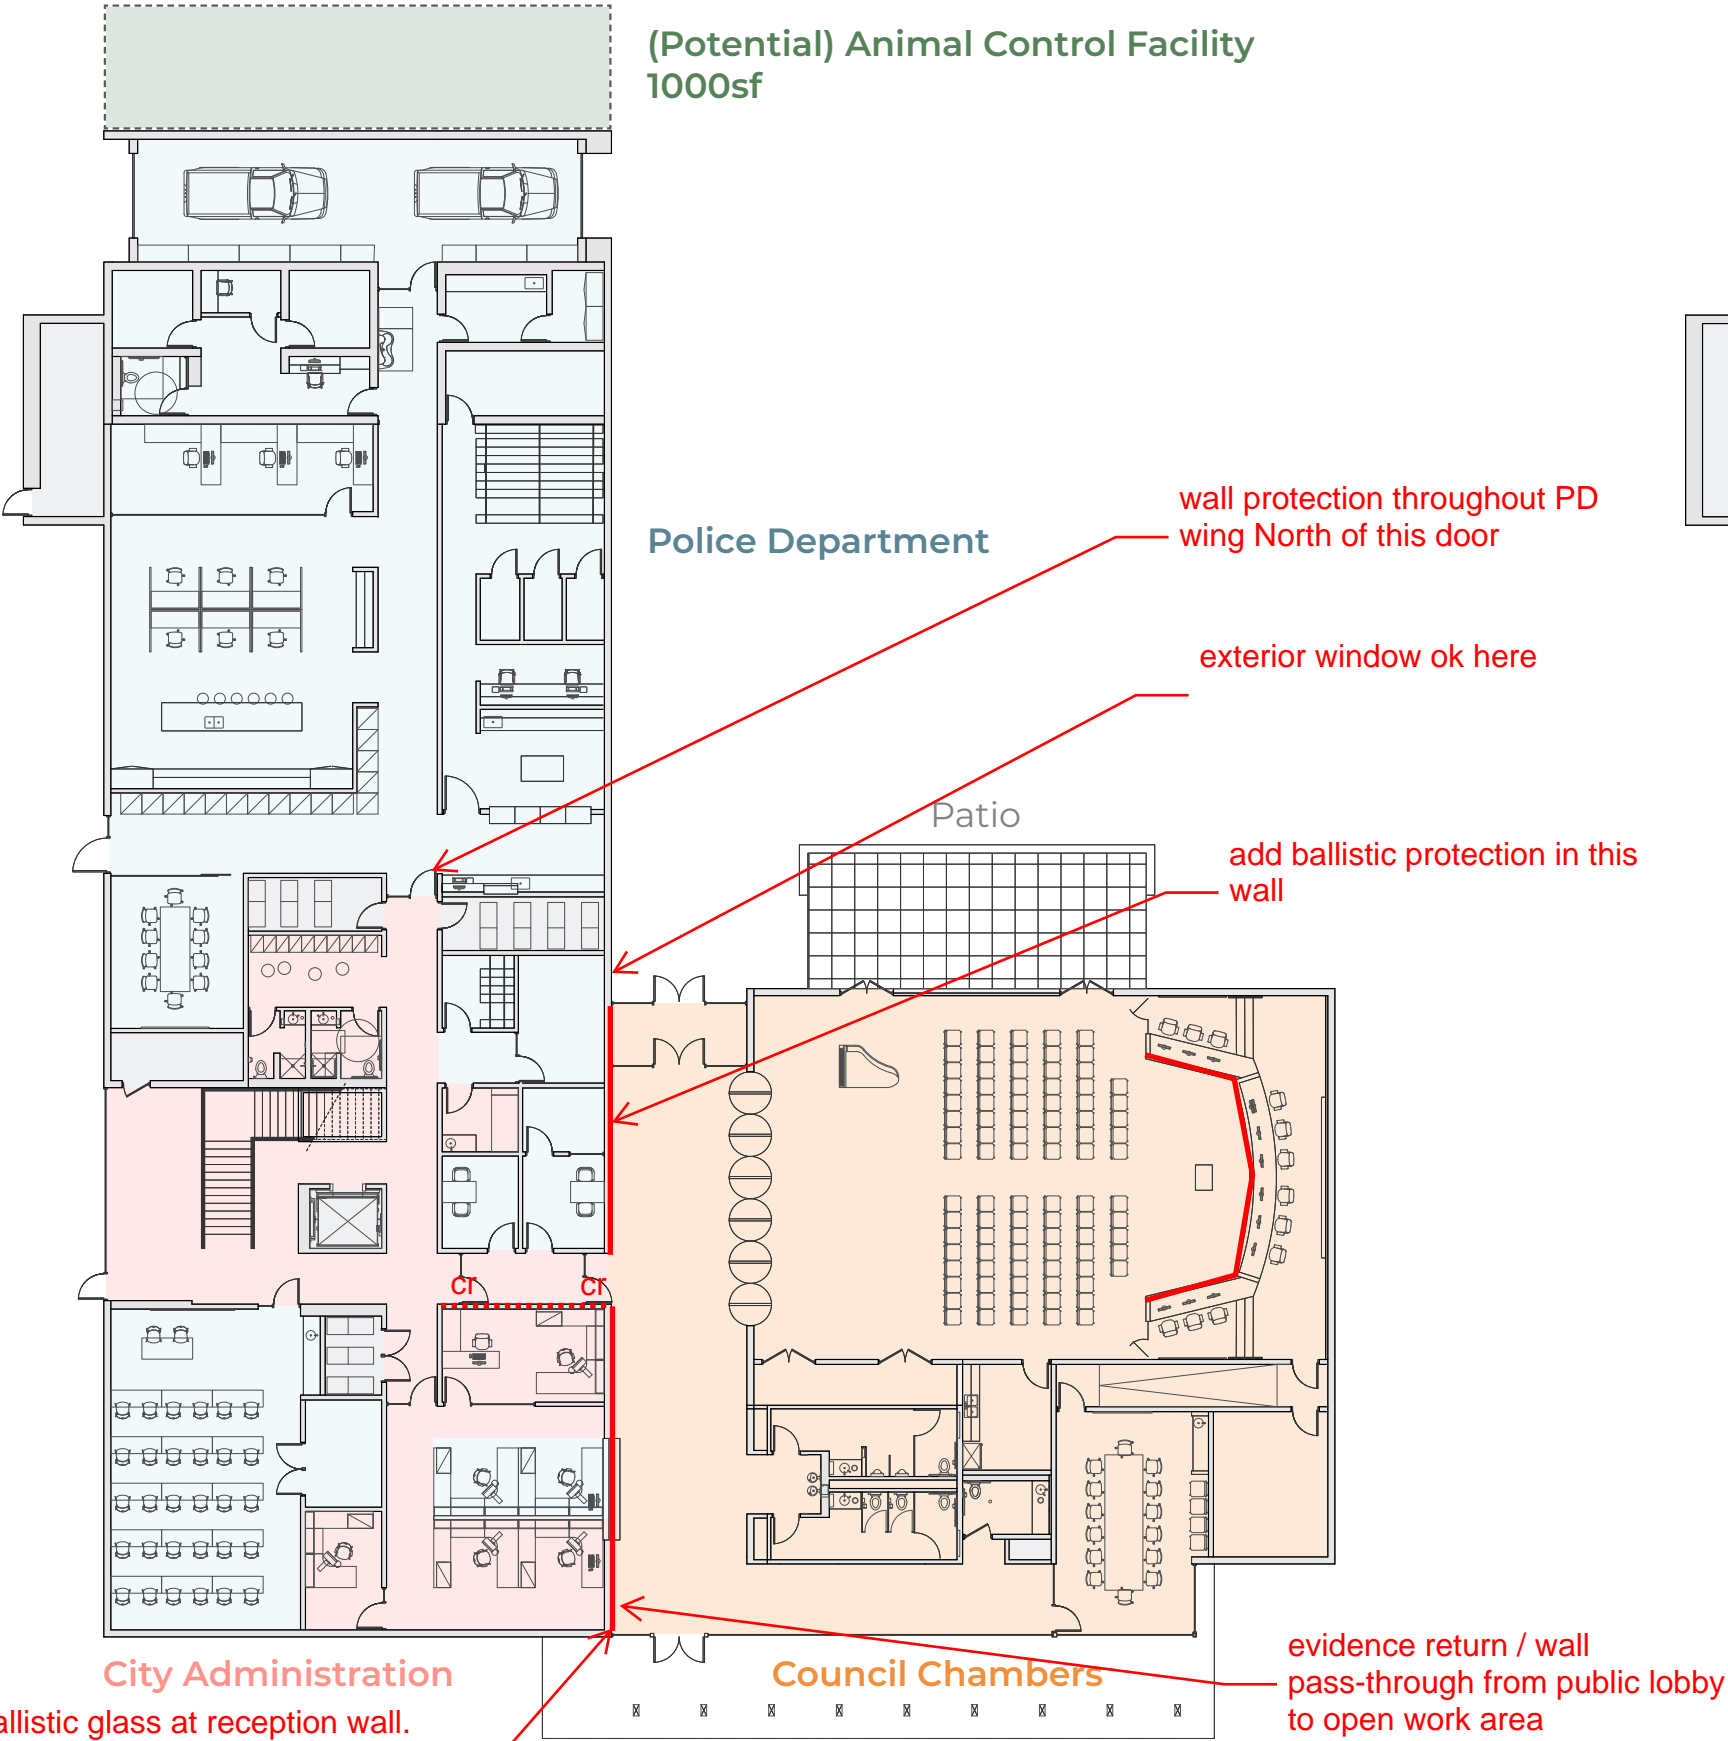 (Potential) Animal Control Facility
1000sf
wall protection throughout PD
wing North of this door
Police Department
exterior window ok here
Patio
add ballistic protection in this
wall
cr
cr
evidence return / wall
pass-through from public lobby
to open work area
City Administration
Council Chambers
allistic glass at reception wall.